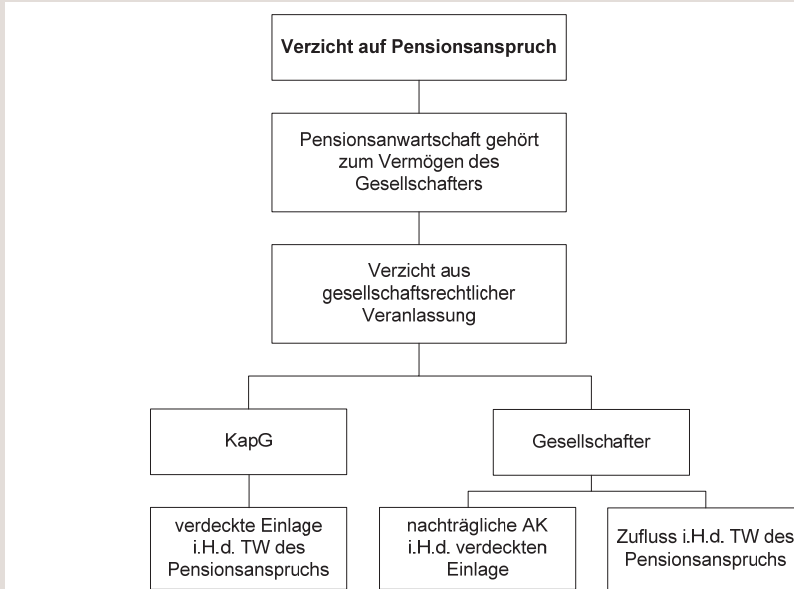 Verzicht auf Pensionsanspruch
Pensionsanwartschaft gehört
zum Vermögen des
Gesellschafters
Verzicht aus
gesellschaftsrechtlicher
Veranlassung
KapG
Gesellschafter
verdeckte Einlage
i.H.d. TW des
Pensionsanspruchs
nachträgliche AK
i.H.d. verdeckten
Einlage
Zufluss i.H.d. TW des
Pensionsanspruchs